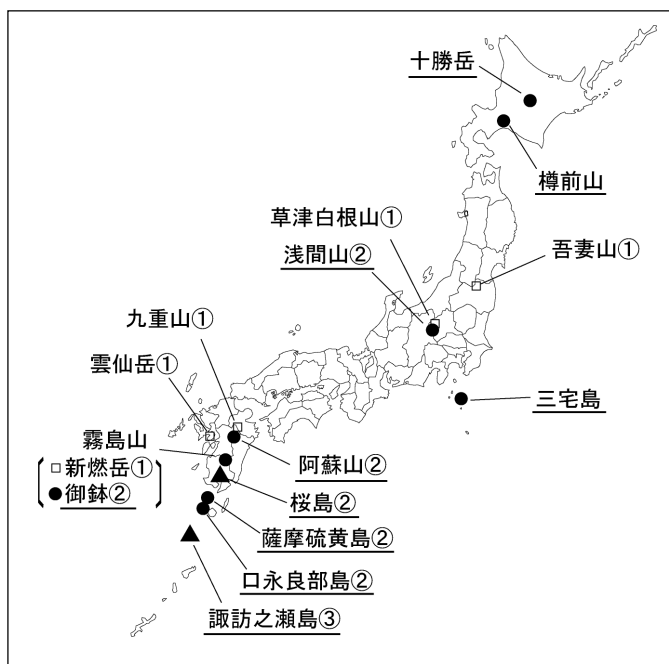 十勝岳
樽前山
草津白根山①
浅間山②
吾妻山①
九重山①
雲仙岳①
三宅島
霧島山
□新燃岳①
●御鉢②
阿蘇山②
桜島②
薩摩硫黄島②
口永良部島②
諏訪之瀬島③